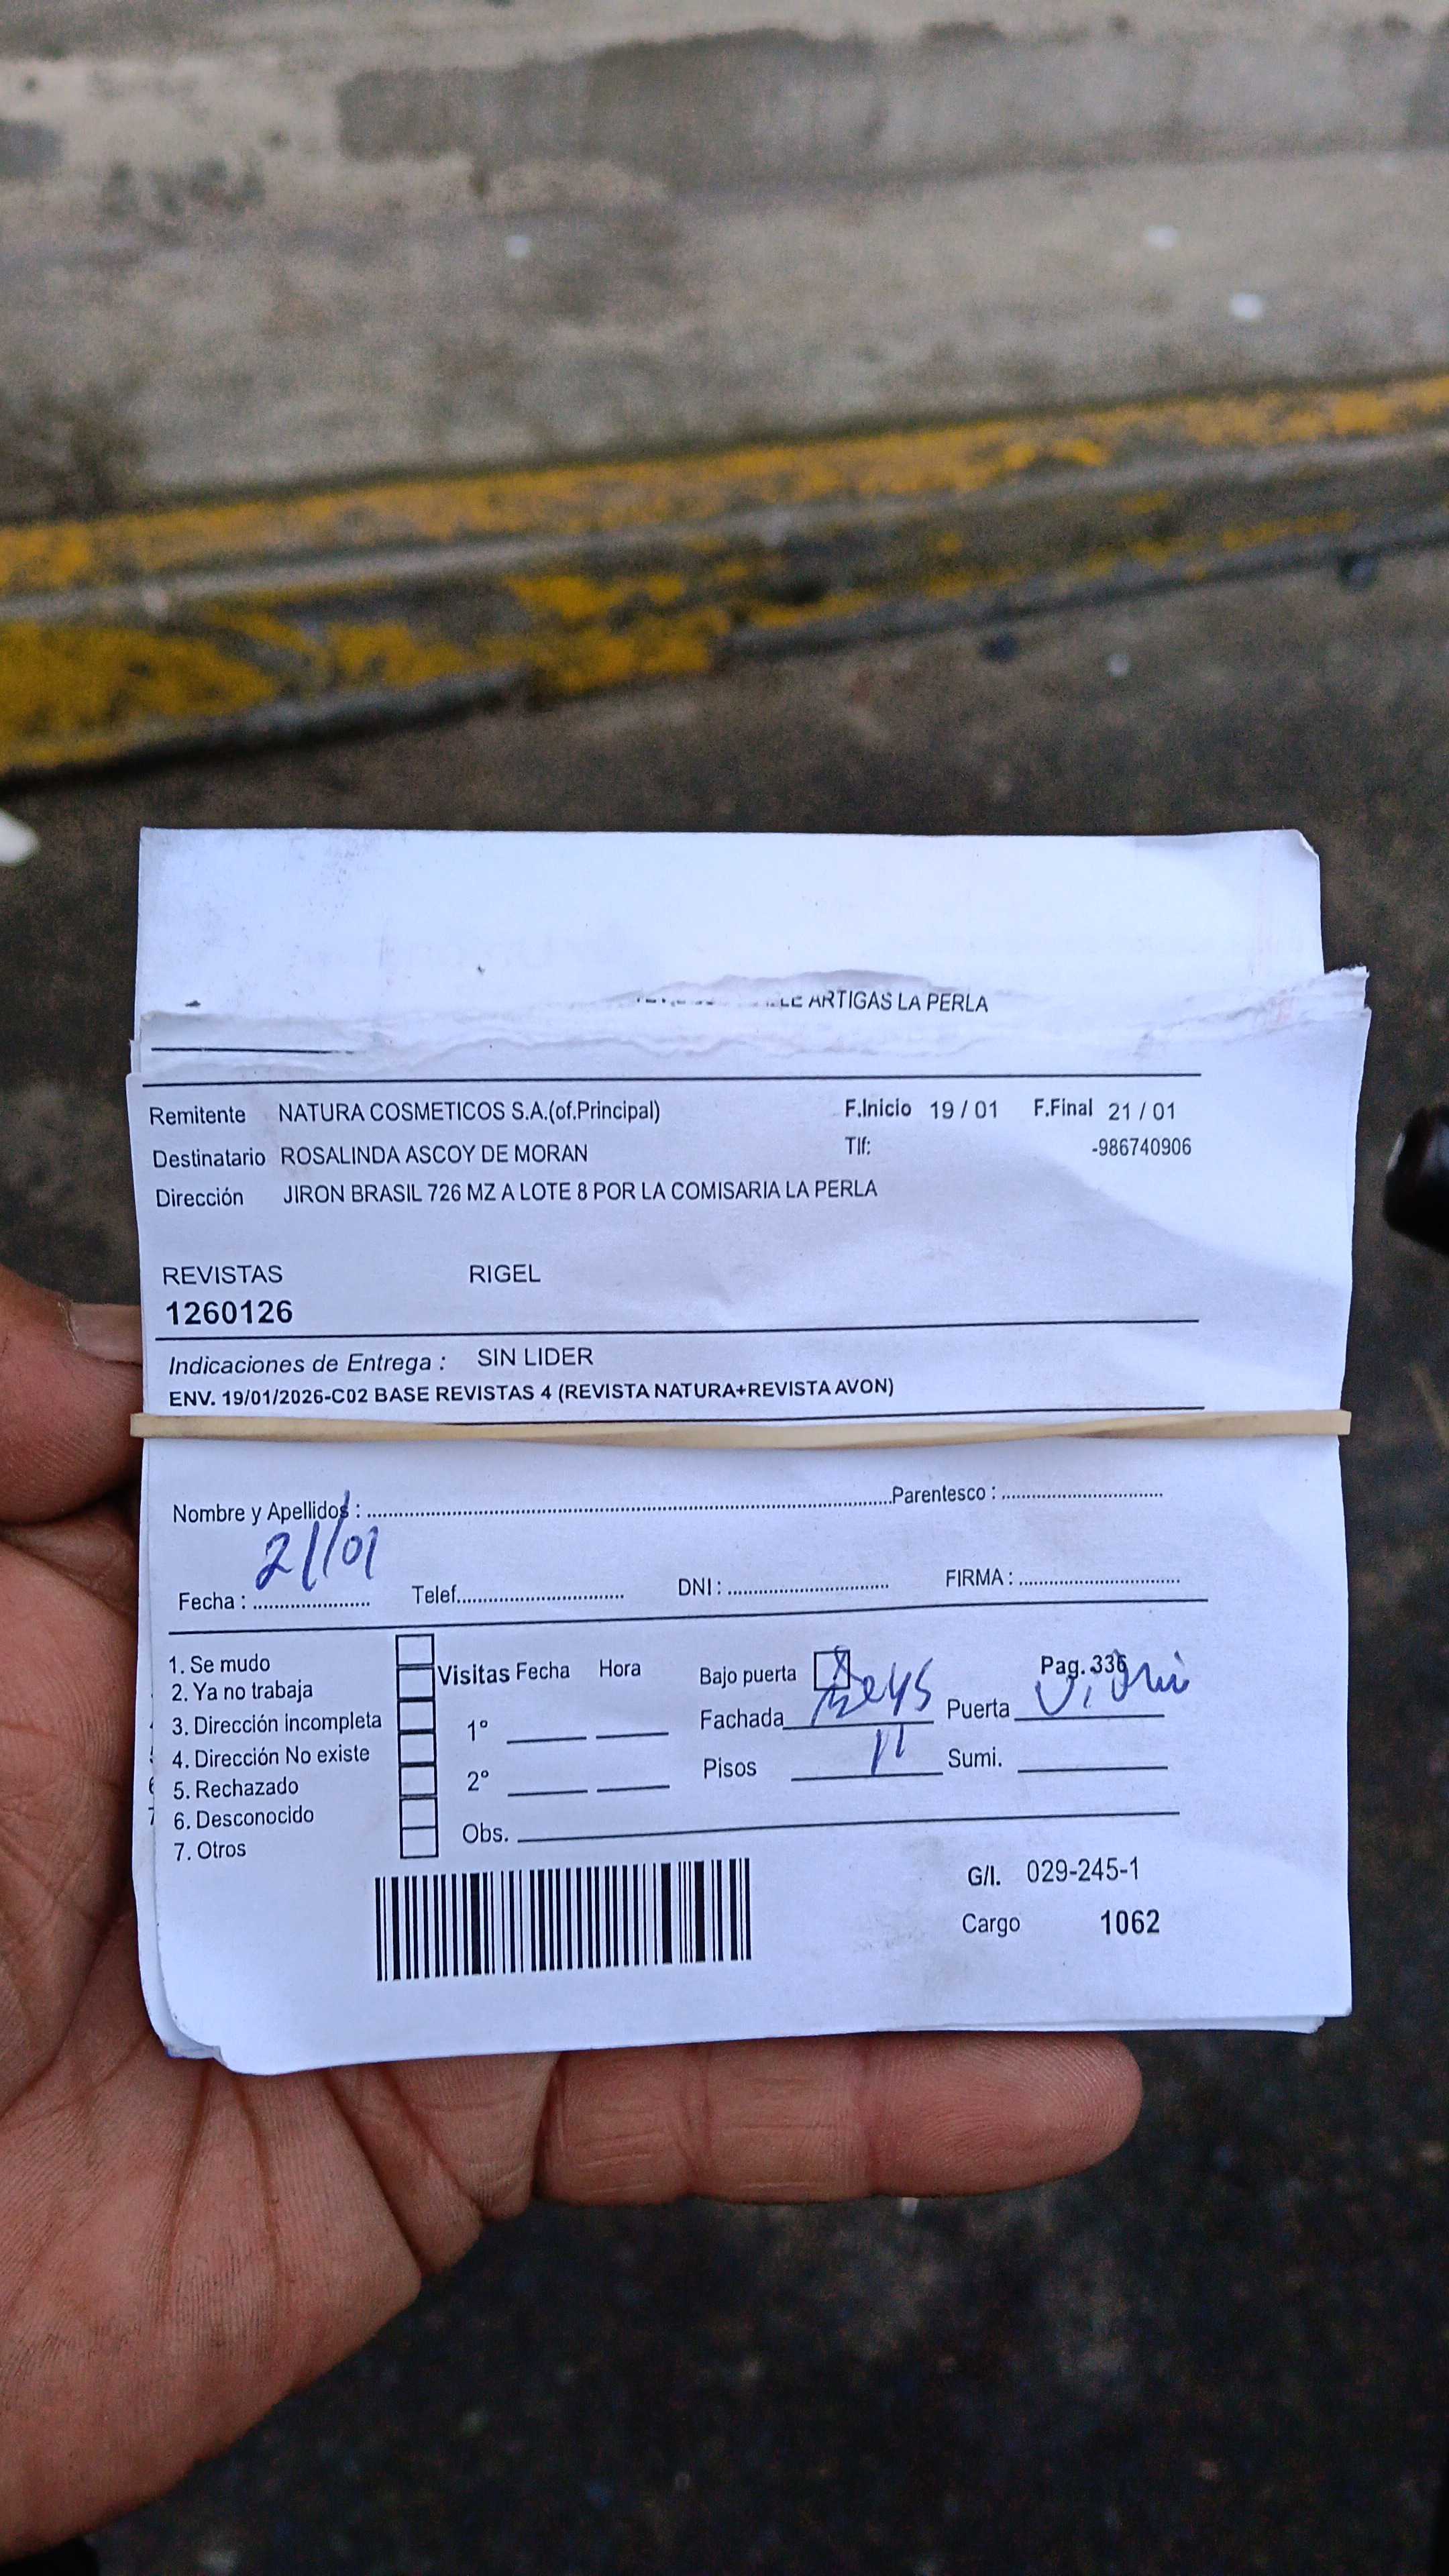 ARTIGAS LA PERLA
Remitente NATURA COSMETICOS S.A.(of.Principal) F.Inicio 19 / 01 F.Final 21 / 01
Destinatario ROSALINDA ASCOY DE MORAN Tlf: -986740906
Dirección JIRON BRASIL 726 MZ A LOTE 8 POR LA COMISARIA LA PERLA
REVISTAS RIGEL
1260126
Indicaciones de Entrega : SIN LIDER
ENV. 19/01/2026-C02 BASE REVISTAS 4 (REVISTA NATURA+REVISTA AVON)
Nombre y Apellidos : Parentesco :
21/01
Fecha : Telef. DNI : FIRMA :
1. Se mudo
2. Ya no trabaja
3. Dirección incompleta
4. Dirección No existe
5. Rechazado
6. Desconocido
7. Otros
Visitas Fecha Hora
1°
2°
Obs.
Bajo puerta Pag. 336
Fachada Beys Puerta
Pisos 11 Sumi.
G/I. 029-245-1
Cargo 1062